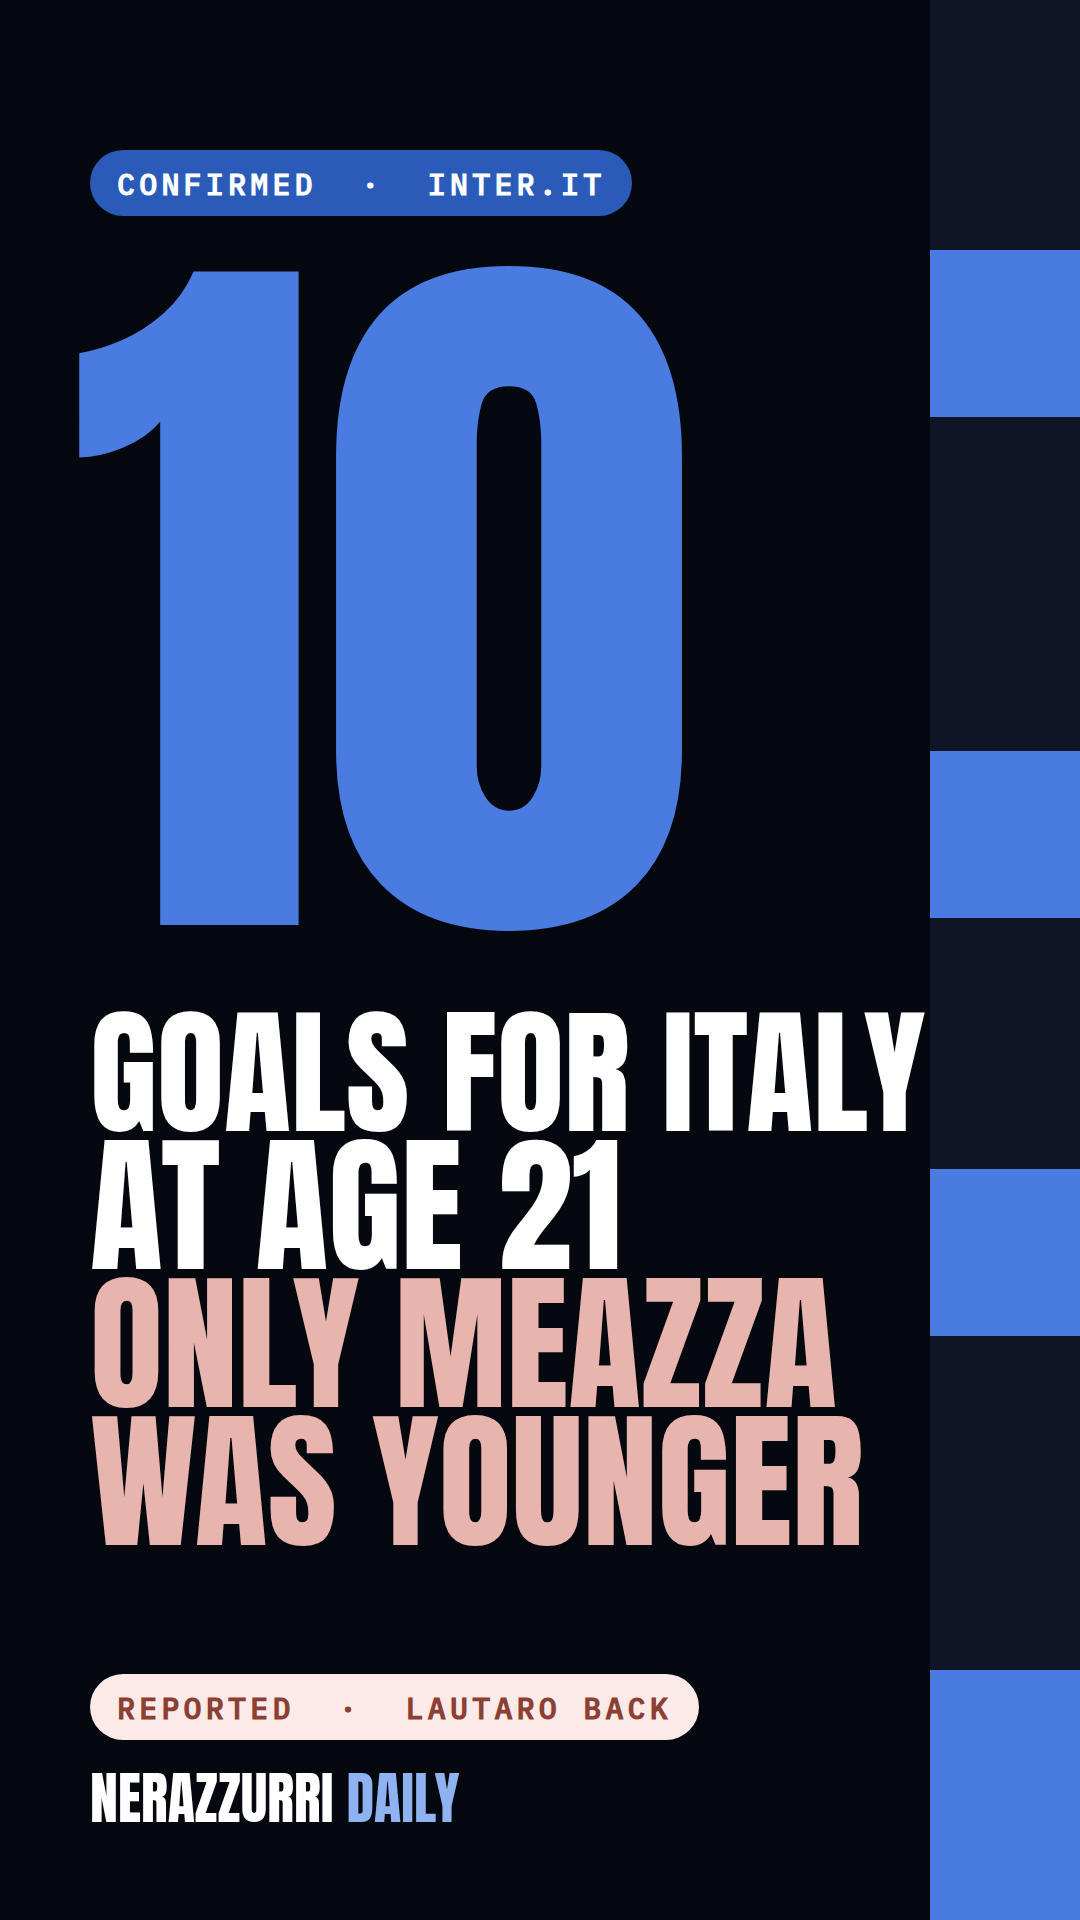 CONFIRMED · INTER.IT
10
GOALS FOR ITALY
AT AGE 21
ONLY MEAZZA
WAS YOUNGER
REPORTED · LAUTARO BACK
NERAZZURRI DAILY